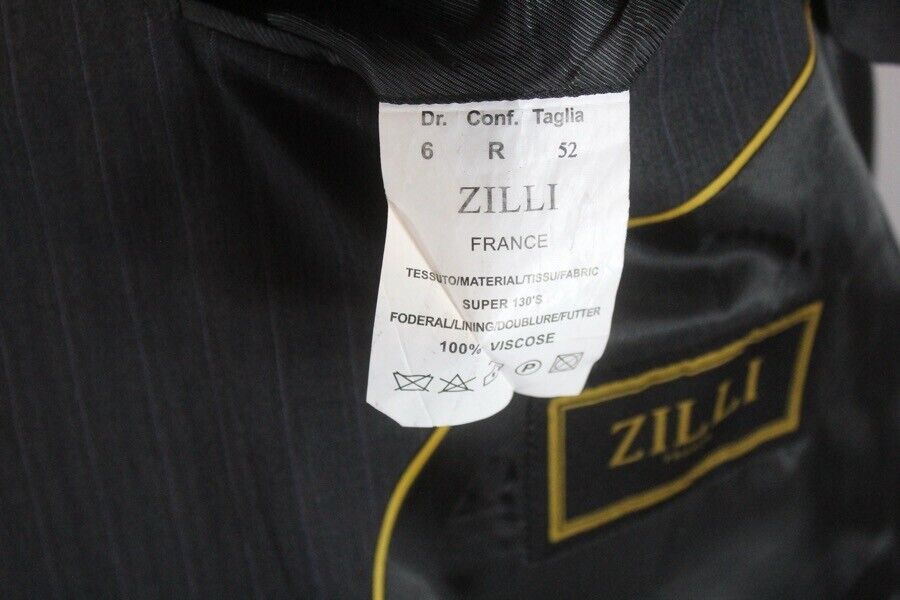 Dr. Conf. Taglia
6 R 52
ZILLI
FRANCE
TESSUTO/MATERIAL/TISSU/FABRIC
SUPER 130'S
FODERAL/LINING/DOUBLURE/FUTTER
100% VISCOSE
P
ZILLI